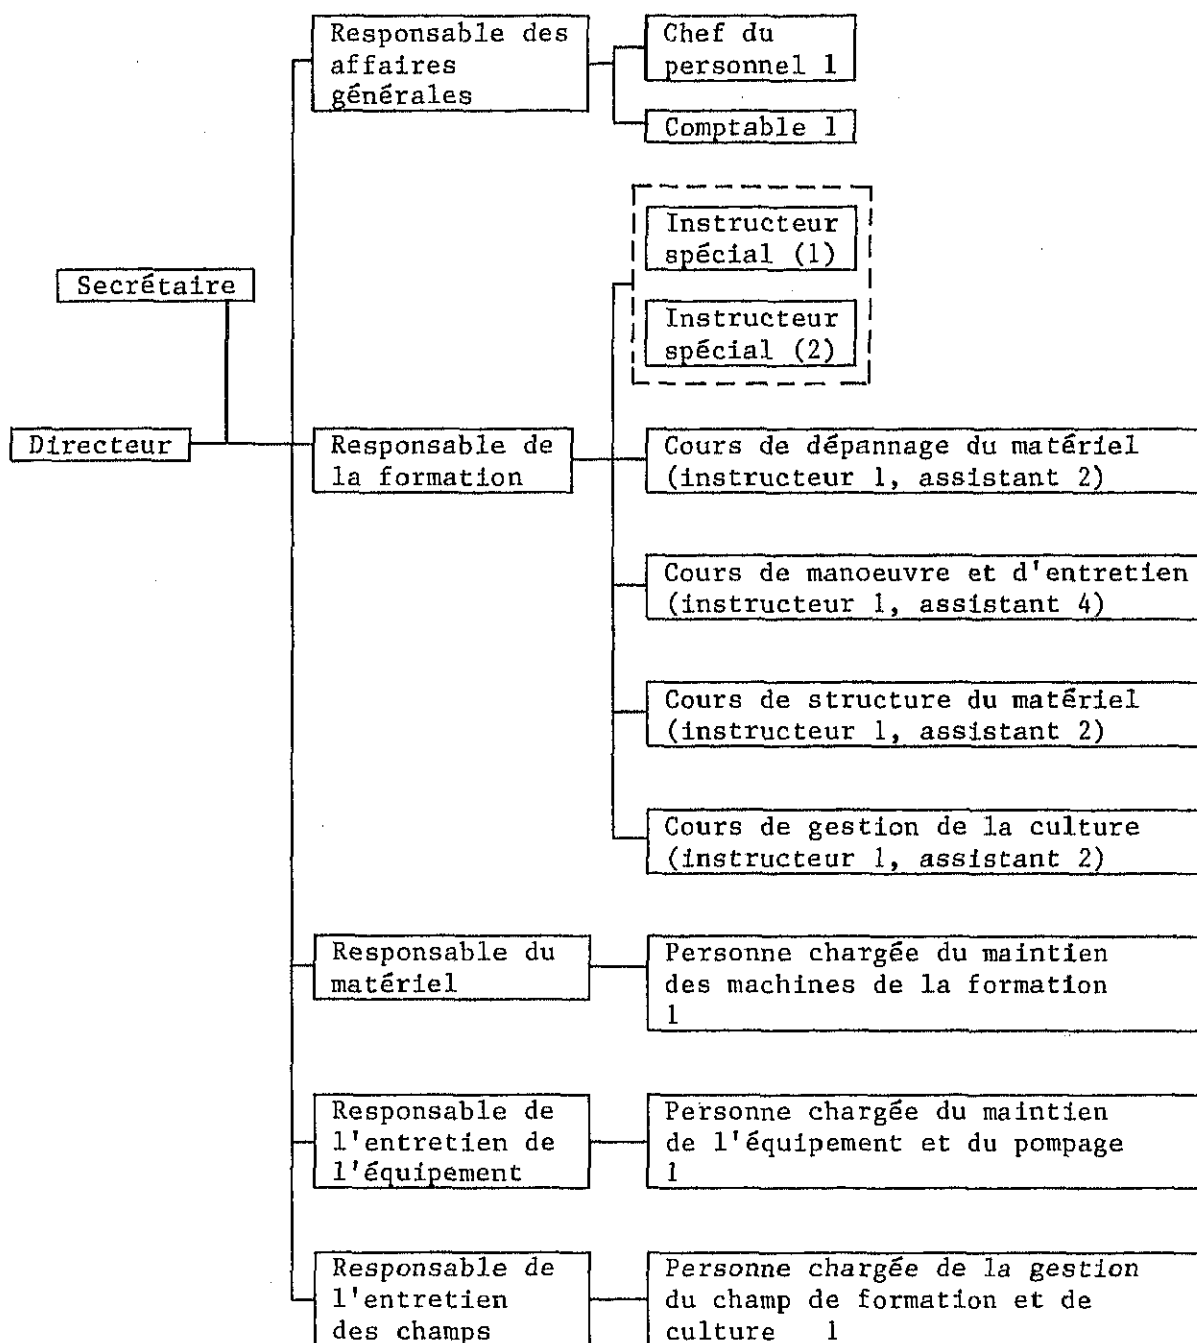 Responsable des
affaires
générales
Chef du
personnel 1
Comptable 1
Instructeur
spécial (1)
Instructeur
spécial (2)
Secrétaire
Directeur
Responsable de
la formation
Cours de dépannage du matériel
(instructeur 1, assistant 2)
Cours de manoeuvre et d'entretien
(instructeur 1, assistant 4)
Cours de structure du matériel
(instructeur 1, assistant 2)
Cours de gestion de la culture
(instructeur 1, assistant 2)
Responsable du
matériel
Personne chargée du maintien
des machines de la formation
1
Responsable de
l'entretien de
l'équipement
Personne chargée du maintien
de l'équipement et du pompage
1
Responsable de
l'entretien
des champs
Personne chargée de la gestion
du champ de formation et de
culture 1